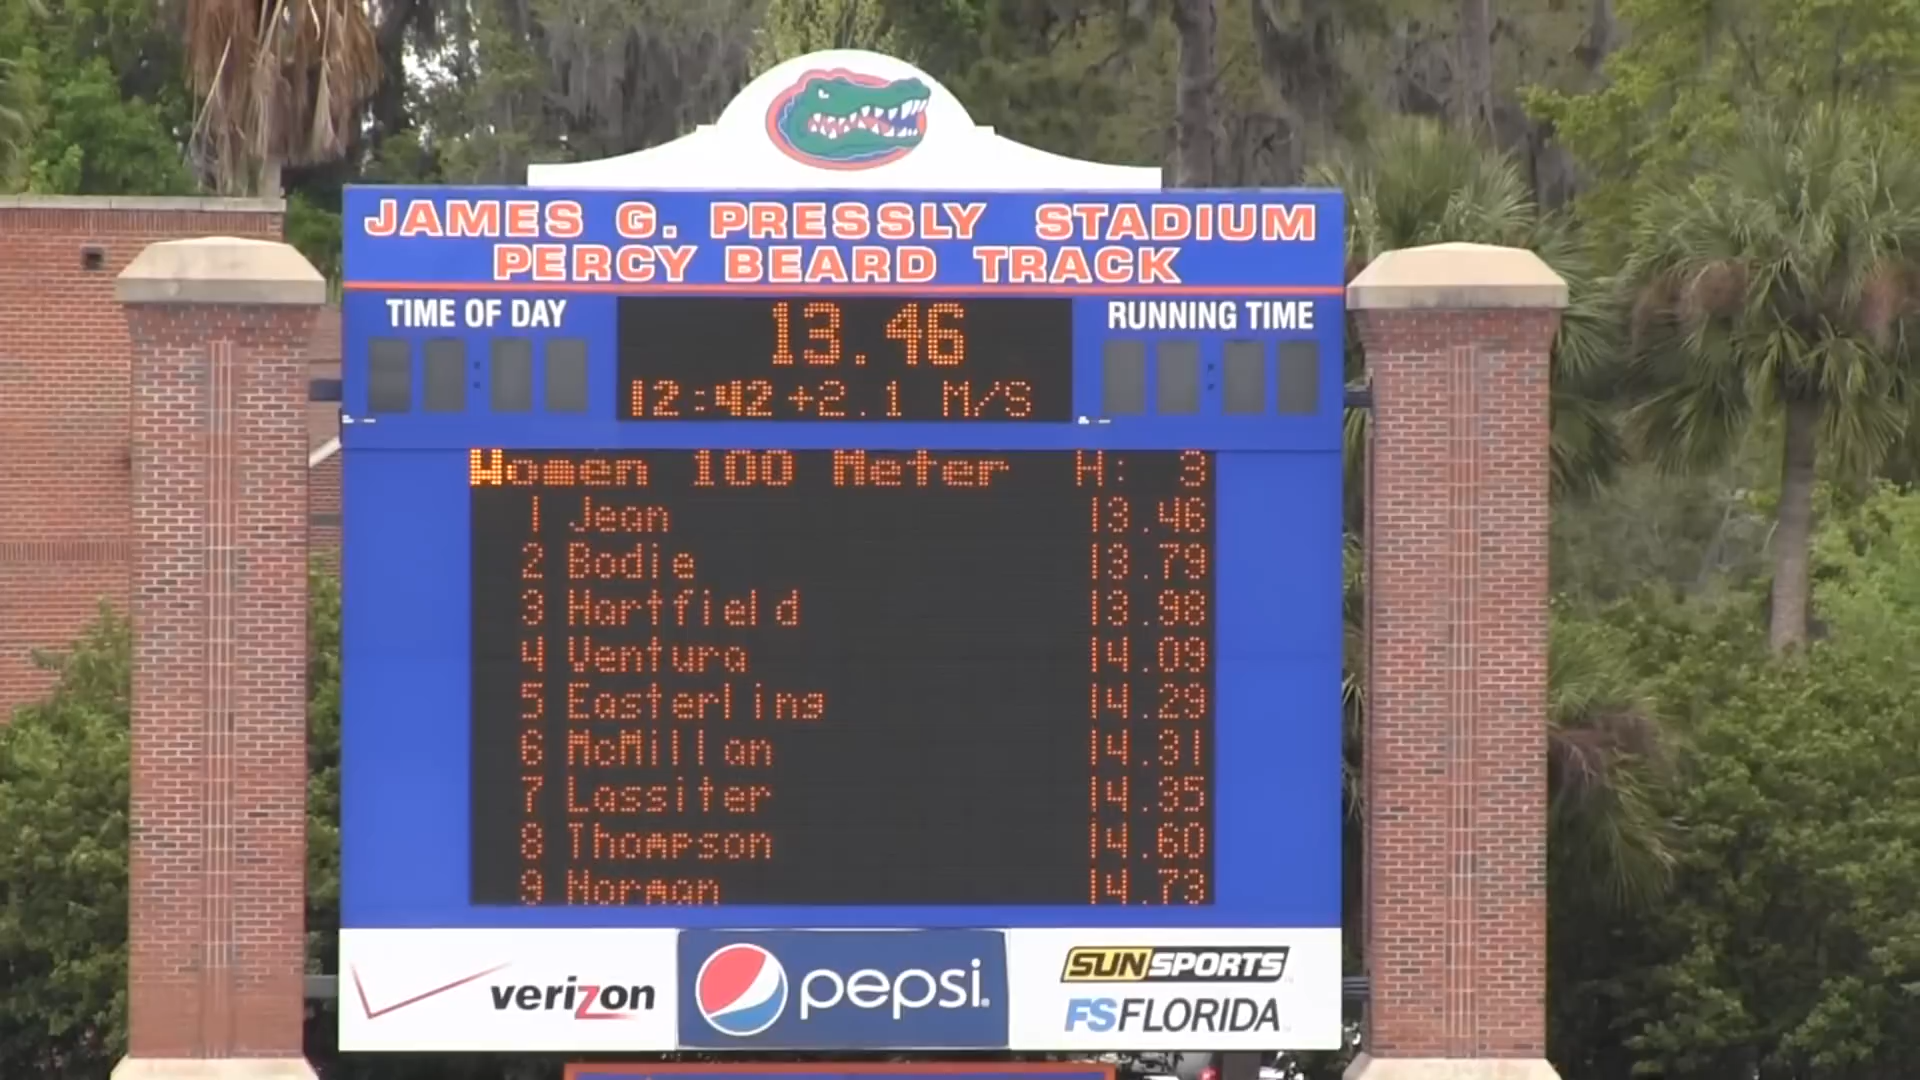 JAMES G. PRESSLY STADIUM
PERCY BEARD TRACK
TIME OF DAY
13.46
RUNNING TIME
12:42 +2.1 M/S
Women 100 Meter H: 3
1 Jean 13.46
2 Bodie 13.79
3 Hartfield 13.98
4 Ventura 14.09
5 Easterling 14.29
6 McMillan 14.31
7 Lassiter 14.35
8 Thompson 14.60
9 Norman 14.73
verizon
pepsi.
SUNSPORTS
FSFLORIDA